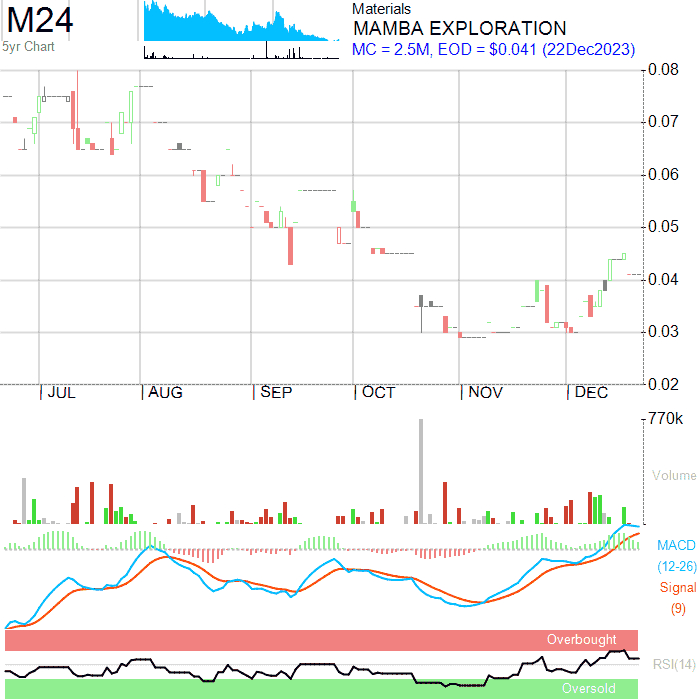 M24
5yr Chart
Materials
MAMBA EXPLORATION
MC = 2.5M, EOD = $0.041 (22Dec2023)
0.08
0.07
0.06
0.05
0.04
0.03
0.02
JUL AUG SEP OCT NOV DEC
770k
Volume
MACD
(12-26)
Signal
(9)
Overbought
RSI(14)
Oversold